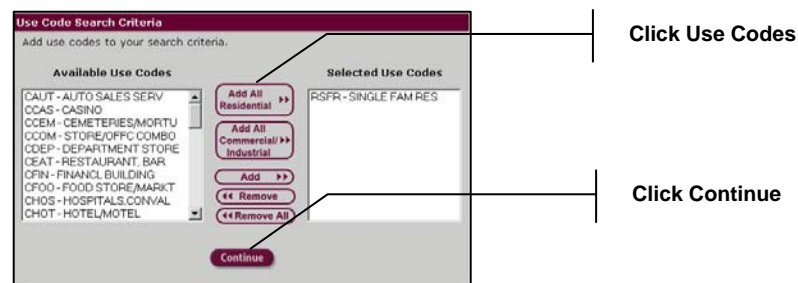 Use Code Search Criteria
Add use codes to your search criteria.
Available Use Codes
CAUT - AUTO SALES SERV
CCAS - CASINO
CCEM - CEMETERIES/MORTU
CCOM - STORE/OFFC COMBO
CDEP - DEPARTMENT STORE
CEAT - RESTAURANT, BAR
CFIN - FINANCL BUILDING
CFOO - FOOD STORE/MARKT
CHOS - HOSPITALS,CONVAL
CHOT - HOTEL/MOTEL
Add All
Residential
Add All
Commercial/
Industrial
Add
Remove
Remove All
Selected Use Codes
RSFR - SINGLE FAM RES
Continue
Click Use Codes
Click Continue